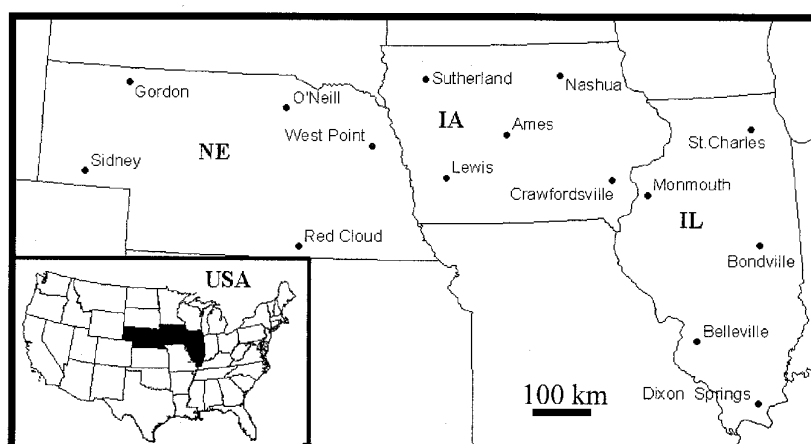 Gordon
O'Neill
West Point
NE
Sidney
Red Cloud
Sutherland
Nashua
IA
Ames
Lewis
Crawfordsville
St.Charles
Monmouth
IL
Bondville
Belleville
Dixon Springs
USA
100 km